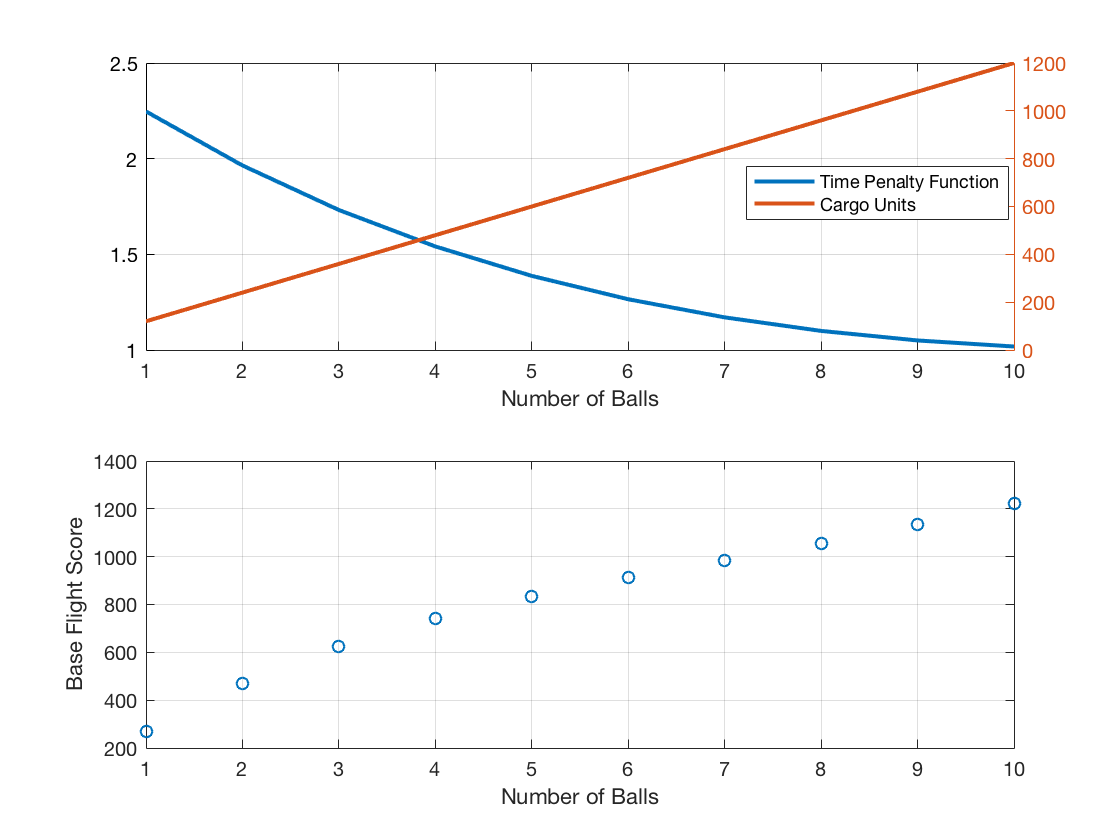 2.5
2
1.5
1
1200
1000
800
600
400
200
0
Time Penalty Function
Cargo Units
1 2 3 4 5 6 7 8 9 10
Number of Balls
1400
1200
1000
800
600
400
200
Base Flight Score
1 2 3 4 5 6 7 8 9 10
Number of Balls